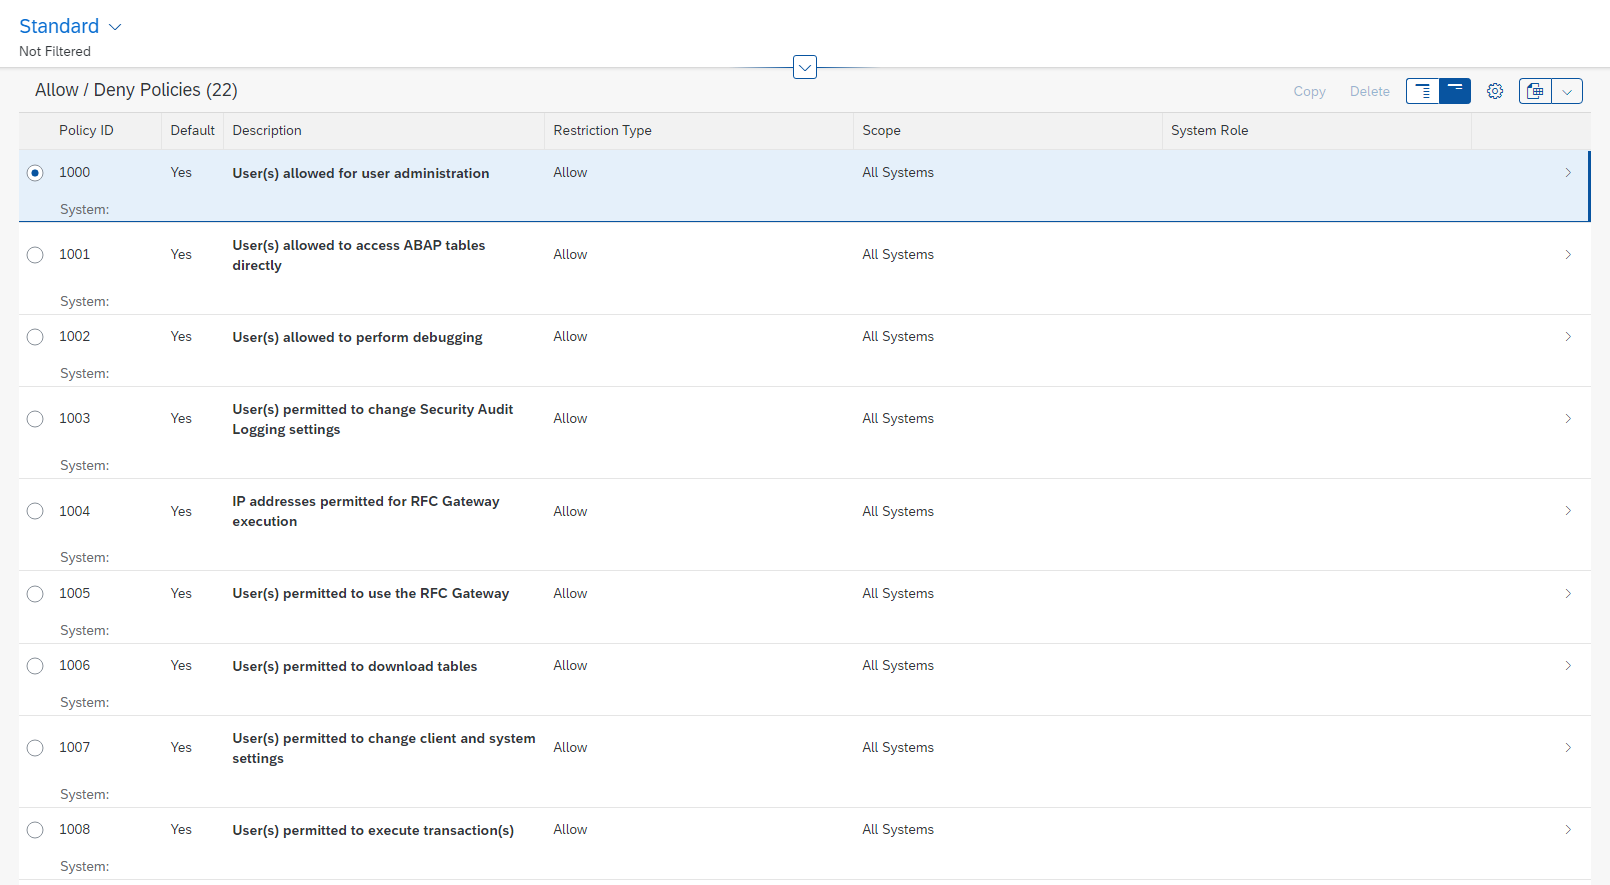 Standard
Not Filtered
Allow / Deny Policies (22)
Copy Delete
Policy ID Default Description Restriction Type Scope System Role
1000 Yes User(s) allowed for user administration Allow All Systems
System:
1001 Yes User(s) allowed to access ABAP tables directly Allow All Systems
System:
1002 Yes User(s) allowed to perform debugging Allow All Systems
System:
1003 Yes User(s) permitted to change Security Audit Logging settings Allow All Systems
System:
1004 Yes IP addresses permitted for RFC Gateway execution Allow All Systems
System:
1005 Yes User(s) permitted to use the RFC Gateway Allow All Systems
System:
1006 Yes User(s) permitted to download tables Allow All Systems
System:
1007 Yes User(s) permitted to change client and system settings Allow All Systems
System:
1008 Yes User(s) permitted to execute transaction(s) Allow All Systems
System: